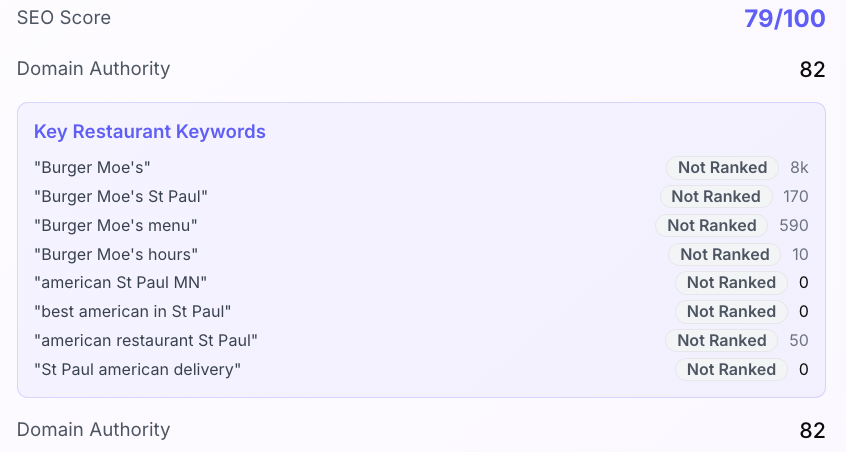 SEO Score 79/100
Domain Authority 82
Key Restaurant Keywords
"Burger Moe's" Not Ranked 8k
"Burger Moe's St Paul" Not Ranked 170
"Burger Moe's menu" Not Ranked 590
"Burger Moe's hours" Not Ranked 10
"american St Paul MN" Not Ranked 0
"best american in St Paul" Not Ranked 0
"american restaurant St Paul" Not Ranked 50
"St Paul american delivery" Not Ranked 0
Domain Authority 82